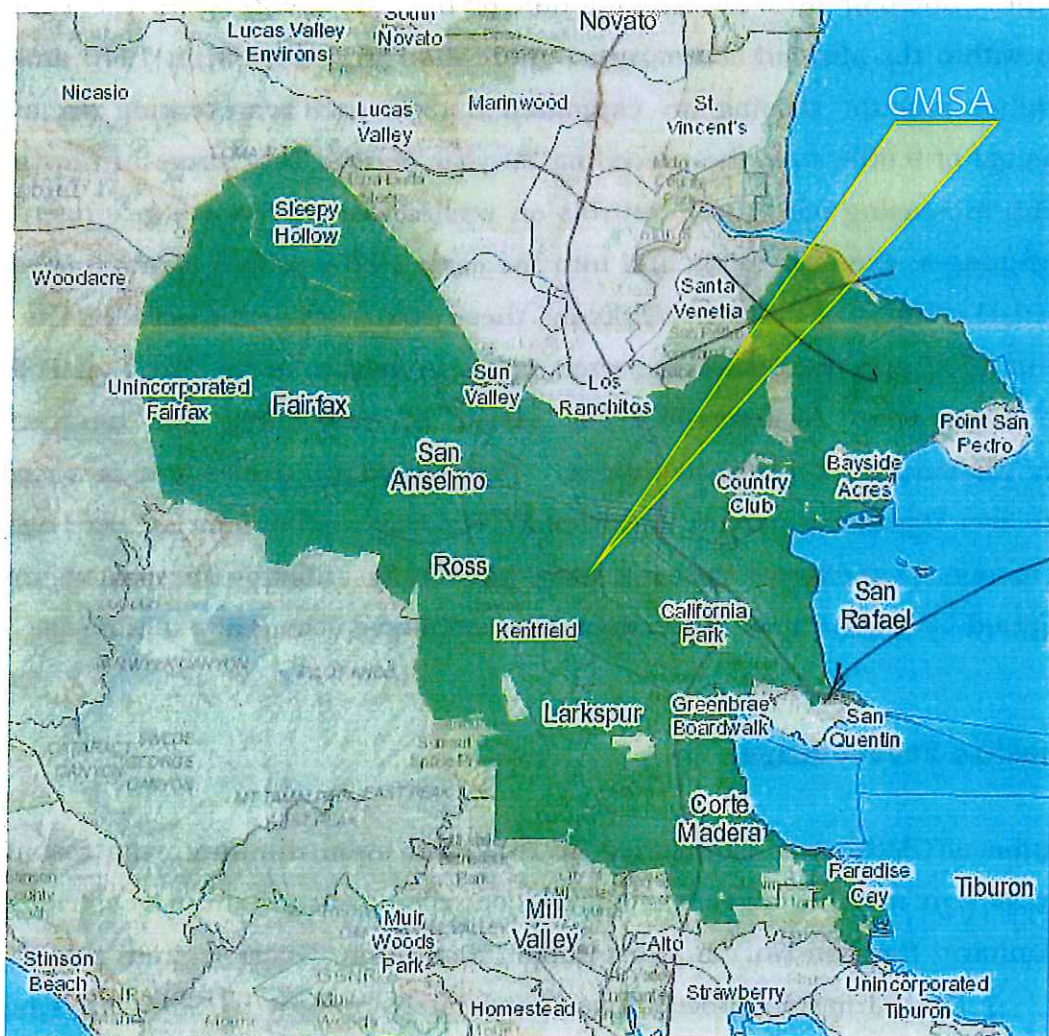 South
Novato
Novato
Lucas Valley
Environs
Nicasio
Marinwood
Lucas
Valley
St.
Vincent's
CMSA
Sleepy
Hollow
Woodacre
Santa
Venetia
Unincorporated
Fairfax
Fairfax
Sun
Valley
Los
Ranchitos
Point San
Pedro
San
Anselmo
Country
Club
Bayside
Acres
Ross
San
Rafael
Kentfield
California
Park
Larkspur
Greenbrae
Boardwalk
San
Quentin
Corte
Madera
Paradise
Cay
Tiburon
Mill
Valley
Muir
Woods
Park
Alto
Stinson
Beach
Homestead
Strawberry
Unincorporated
Tiburon